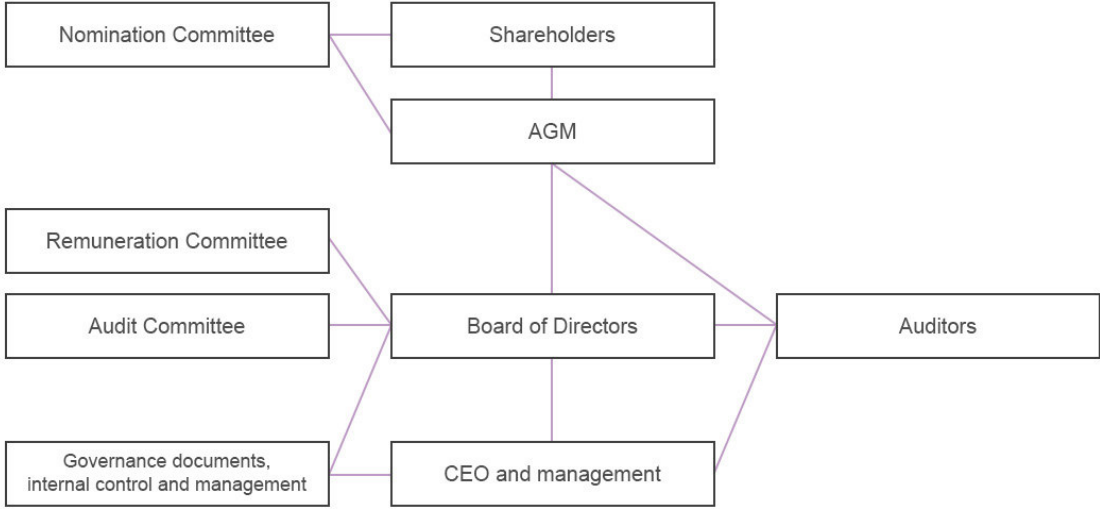 Nomination Committee
Shareholders
AGM
Remuneration Committee
Audit Committee
Board of Directors
Auditors
Governance documents,
internal control and management
CEO and management